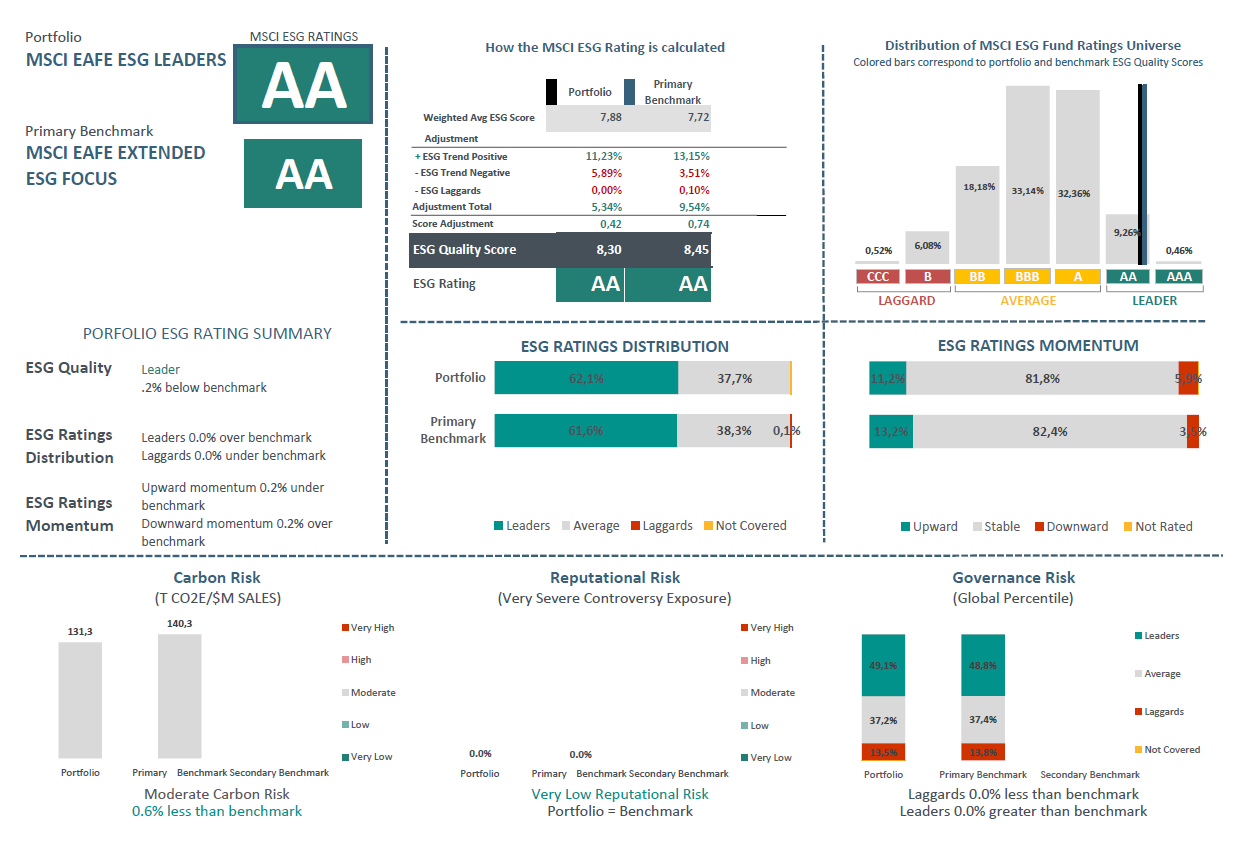 Portfolio
MSCI EAFE ESG LEADERS
MSCI ESG RATINGS
AA
Primary Benchmark
MSCI EAFE EXTENDED
ESG FOCUS
AA
How the MSCI ESG Rating is calculated
Portfolio
Primary
Benchmark
Weighted Avg ESG Score 7,88 7,72
Adjustment
+ ESG Trend Positive 11,23% 13,15%
- ESG Trend Negative 5,89% 3,51%
- ESG Laggards 0,00% 0,10%
Adjustment Total 5,34% 9,54%
Score Adjustment 0,42 0,74
ESG Quality Score 8,30 8,45
ESG Rating AA AA
Distribution of MSCI ESG Fund Ratings Universe
Colored bars correspond to portfolio and benchmark ESG Quality Scores
0,52% 6,08% 18,18% 33,14% 32,36% 9,26% 0,46%
CCC B BB BBB A AA AAA
LAGGARD AVERAGE LEADER
PORFOLIO ESG RATING SUMMARY
ESG Quality
Leader
.2% below benchmark
ESG Ratings
Distribution
Leaders 0.0% over benchmark
Laggards 0.0% under benchmark
ESG Ratings
Momentum
Upward momentum 0.2% under
benchmark
Downward momentum 0.2% over
benchmark
ESG RATINGS DISTRIBUTION
Portfolio 62,1% 37,7%
Primary
Benchmark
61,6% 38,3% 0,1%
Leaders Average Laggards Not Covered
ESG RATINGS MOMENTUM
11,2% 81,8% 5,9%
13,2% 82,4% 3,5%
Upward Stable Downward Not Rated
Carbon Risk
(T CO2E/$M SALES)
131,3 140,3
Very High
High
Moderate
Low
Very Low
Portfolio Primary Benchmark Secondary Benchmark
Moderate Carbon Risk
0.6% less than benchmark
Reputational Risk
(Very Severe Controversy Exposure)
Very High
High
Moderate
Low
Very Low
0.0% 0.0%
Portfolio Primary Benchmark Secondary Benchmark
Very Low Reputational Risk
Portfolio = Benchmark
Governance Risk
(Global Percentile)
49,1% 48,8%
37,2% 37,4%
13,5% 13,8%
Leaders
Average
Laggards
Not Covered
Portfolio Primary Benchmark Secondary Benchmark
Laggards 0.0% less than benchmark
Leaders 0.0% greater than benchmark